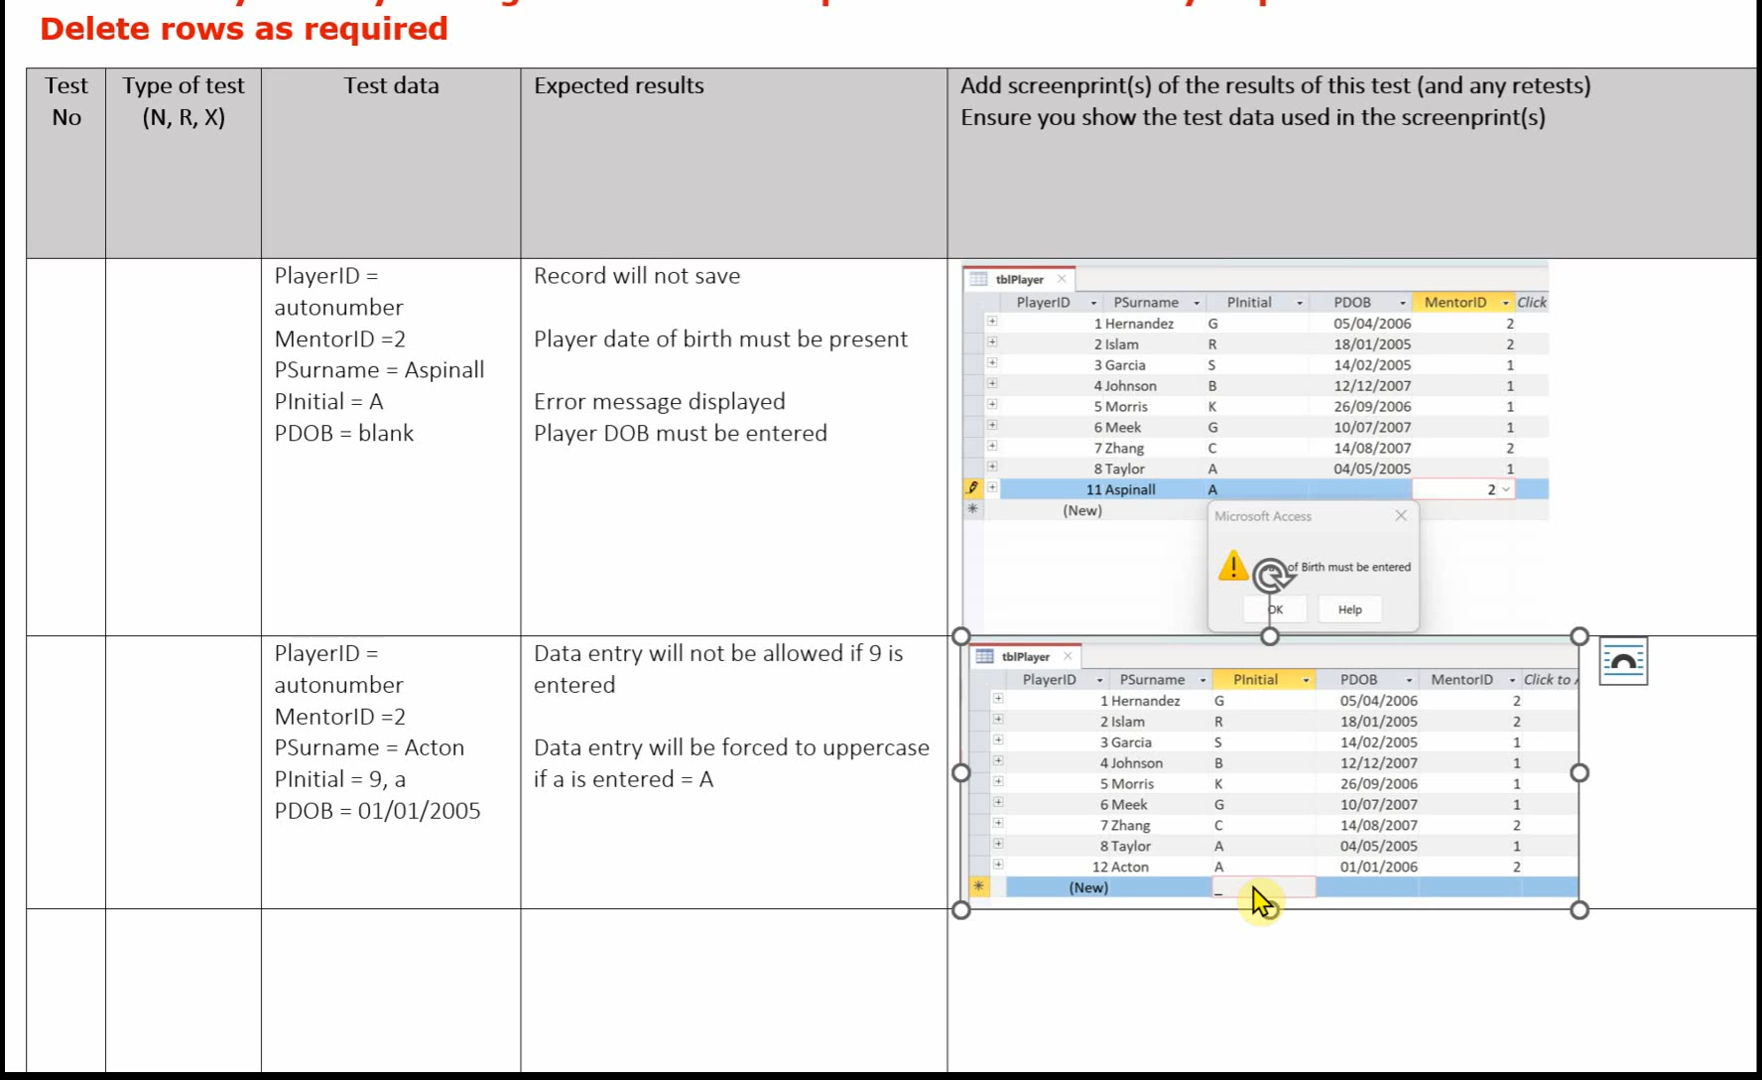 Delete rows as required
Test No
Type of test (N, R, X)
Test data
Expected results
Add screenprint(s) of the results of this test (and any retests)
Ensure you show the test data used in the screenprint(s)
PlayerID =
autonumber
MentorID =2
PSurname = Aspinall
PInitial = A
PDOB = blank
Record will not save
Player date of birth must be present
Error message displayed
Player DOB must be entered
tblPlayer
PlayerID PSurname PInitial PDOB MentorID Click
1 Hernandez G 05/04/2006 2
2 Islam R 18/01/2005 2
3 Garcia S 14/02/2005 1
4 Johnson B 12/12/2007 1
5 Morris K 26/09/2006 1
6 Meek G 10/07/2007 1
7 Zhang C 14/08/2007 2
8 Taylor A 04/05/2005 1
11 Aspinall A 2
(New)
Microsoft Access
of Birth must be entered
OK Help
PlayerID =
autonumber
MentorID =2
PSurname = Acton
PInitial = 9, a
PDOB = 01/01/2005
Data entry will not be allowed if 9 is
entered
Data entry will be forced to uppercase
if a is entered = A
tblPlayer
PlayerID PSurname PInitial PDOB MentorID Click to
1 Hernandez G 05/04/2006 2
2 Islam R 18/01/2005 2
3 Garcia S 14/02/2005 1
4 Johnson B 12/12/2007 1
5 Morris K 26/09/2006 1
6 Meek G 10/07/2007 1
7 Zhang C 14/08/2007 2
8 Taylor A 04/05/2005 1
12 Acton A 01/01/2006 2
(New) _